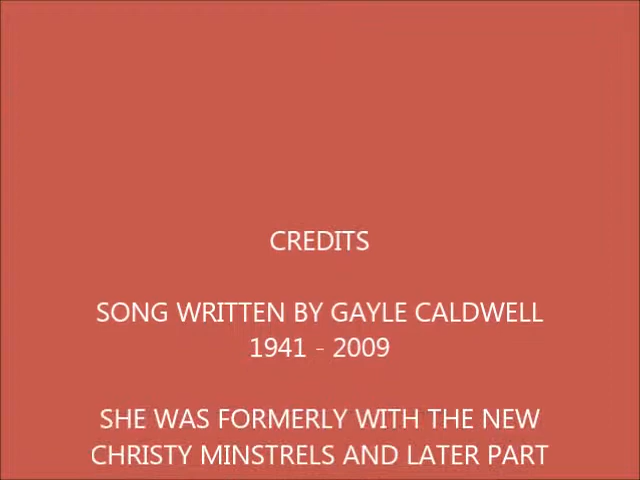 CREDITS
SONG WRITTEN BY GAYLE CALDWELL
1941 - 2009
SHE WAS FORMERLY WITH THE NEW
CHRISTY MINSTRELS AND LATER PART